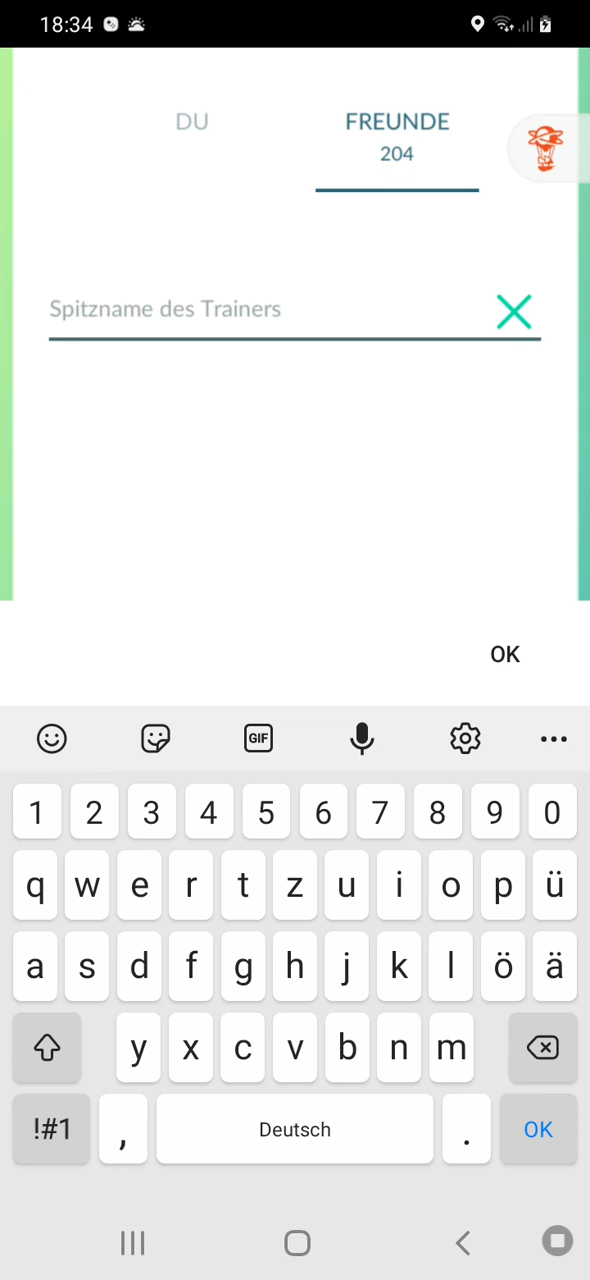 18:34
DU
FREUNDE
204
Spitzname des Trainers
OK
GIF
1 2 3 4 5 6 7 8 9 0
q w e r t z u i o p ü
a s d f g h j k l ö ä
y x c v b n m
!#1 , Deutsch . OK